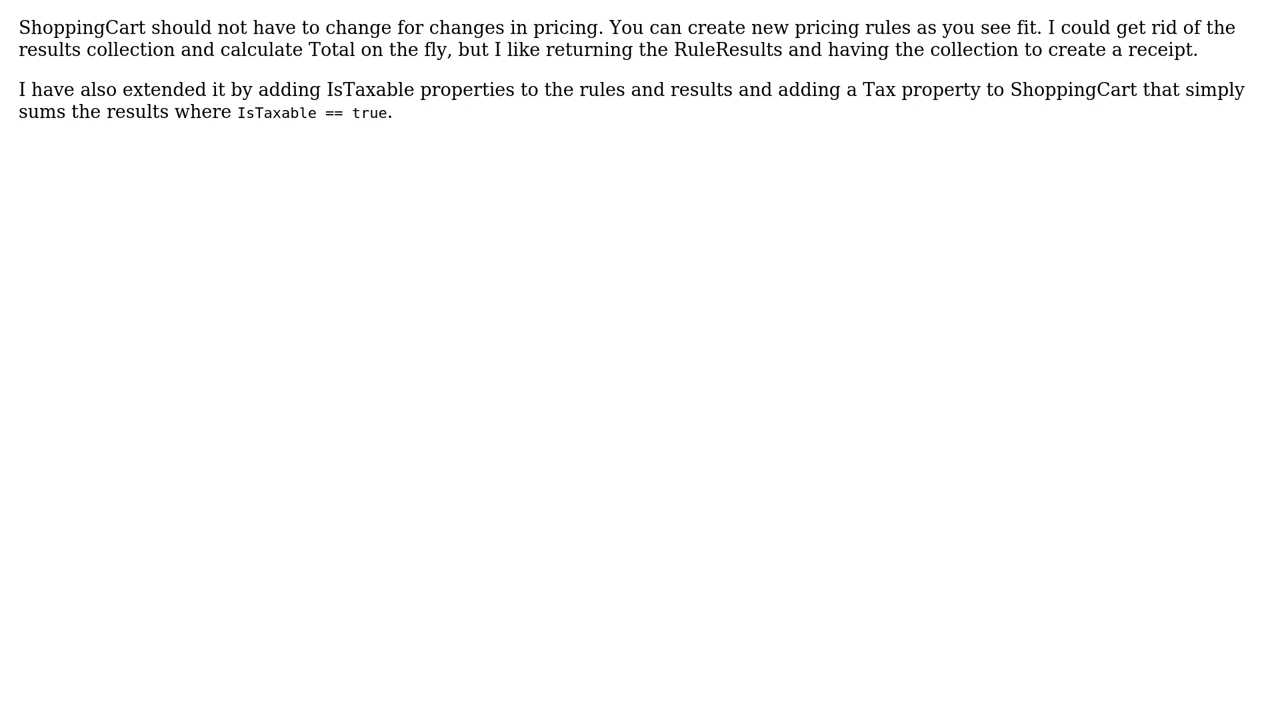 ShoppingCart should not have to change for changes in pricing. You can create new pricing rules as you see fit. I could get rid of the
results collection and calculate Total on the fly, but I like returning the RuleResults and having the collection to create a receipt.
I have also extended it by adding IsTaxable properties to the rules and results and adding a Tax property to ShoppingCart that simply
sums the results where IsTaxable == true.